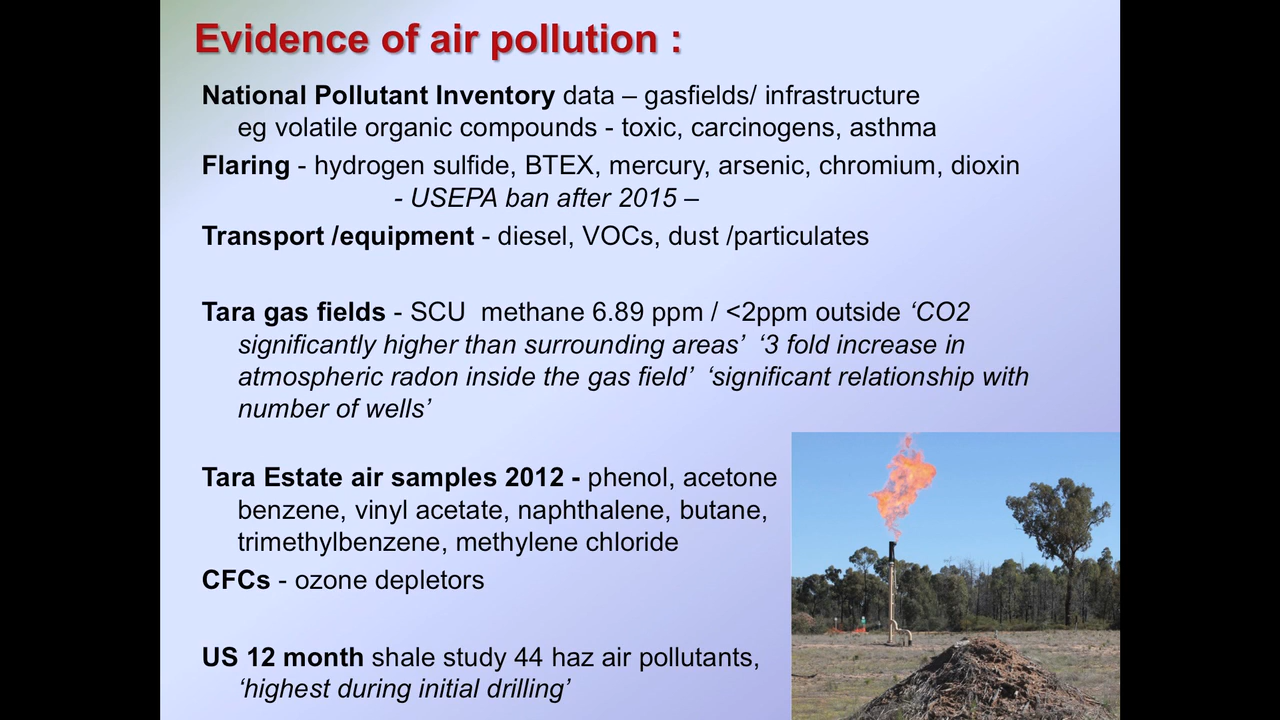 Evidence of air pollution :
National Pollutant Inventory data – gasfields/ infrastructure
eg volatile organic compounds - toxic, carcinogens, asthma
Flaring - hydrogen sulfide, BTEX, mercury, arsenic, chromium, dioxin
- USEPA ban after 2015 –
Transport /equipment - diesel, VOCs, dust /particulates
Tara gas fields - SCU methane 6.89 ppm / <2ppm outside ‘CO2
significantly higher than surrounding areas’ ‘3 fold increase in
atmospheric radon inside the gas field’ ‘significant relationship with
number of wells’
Tara Estate air samples 2012 - phenol, acetone
benzene, vinyl acetate, naphthalene, butane,
trimethylbenzene, methylene chloride
CFCs - ozone depletors
US 12 month shale study 44 haz air pollutants,
‘highest during initial drilling’